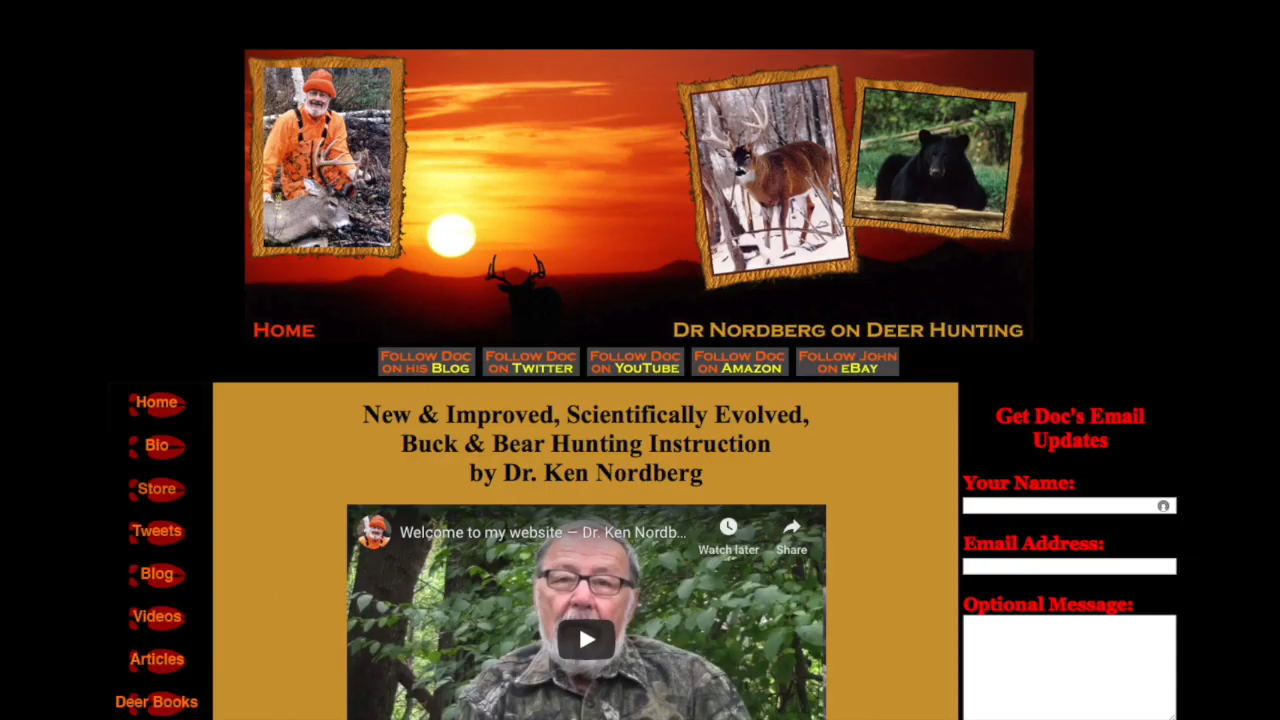 Home
Dr Nordberg on Deer Hunting
Follow Doc
on his Blog
Follow Doc
on Twitter
Follow Doc
on YouTube
Follow Doc
on Amazon
Follow John
on eBay
Home
Bio
Store
Tweets
Blog
Videos
Articles
Deer Books
New & Improved, Scientifically Evolved,
Buck & Bear Hunting Instruction
by Dr. Ken Nordberg
Welcome to my website — Dr. Ken Nordb...
Watch later
Share
Get Doc's Email
Updates
Your Name:
Email Address:
Optional Message: